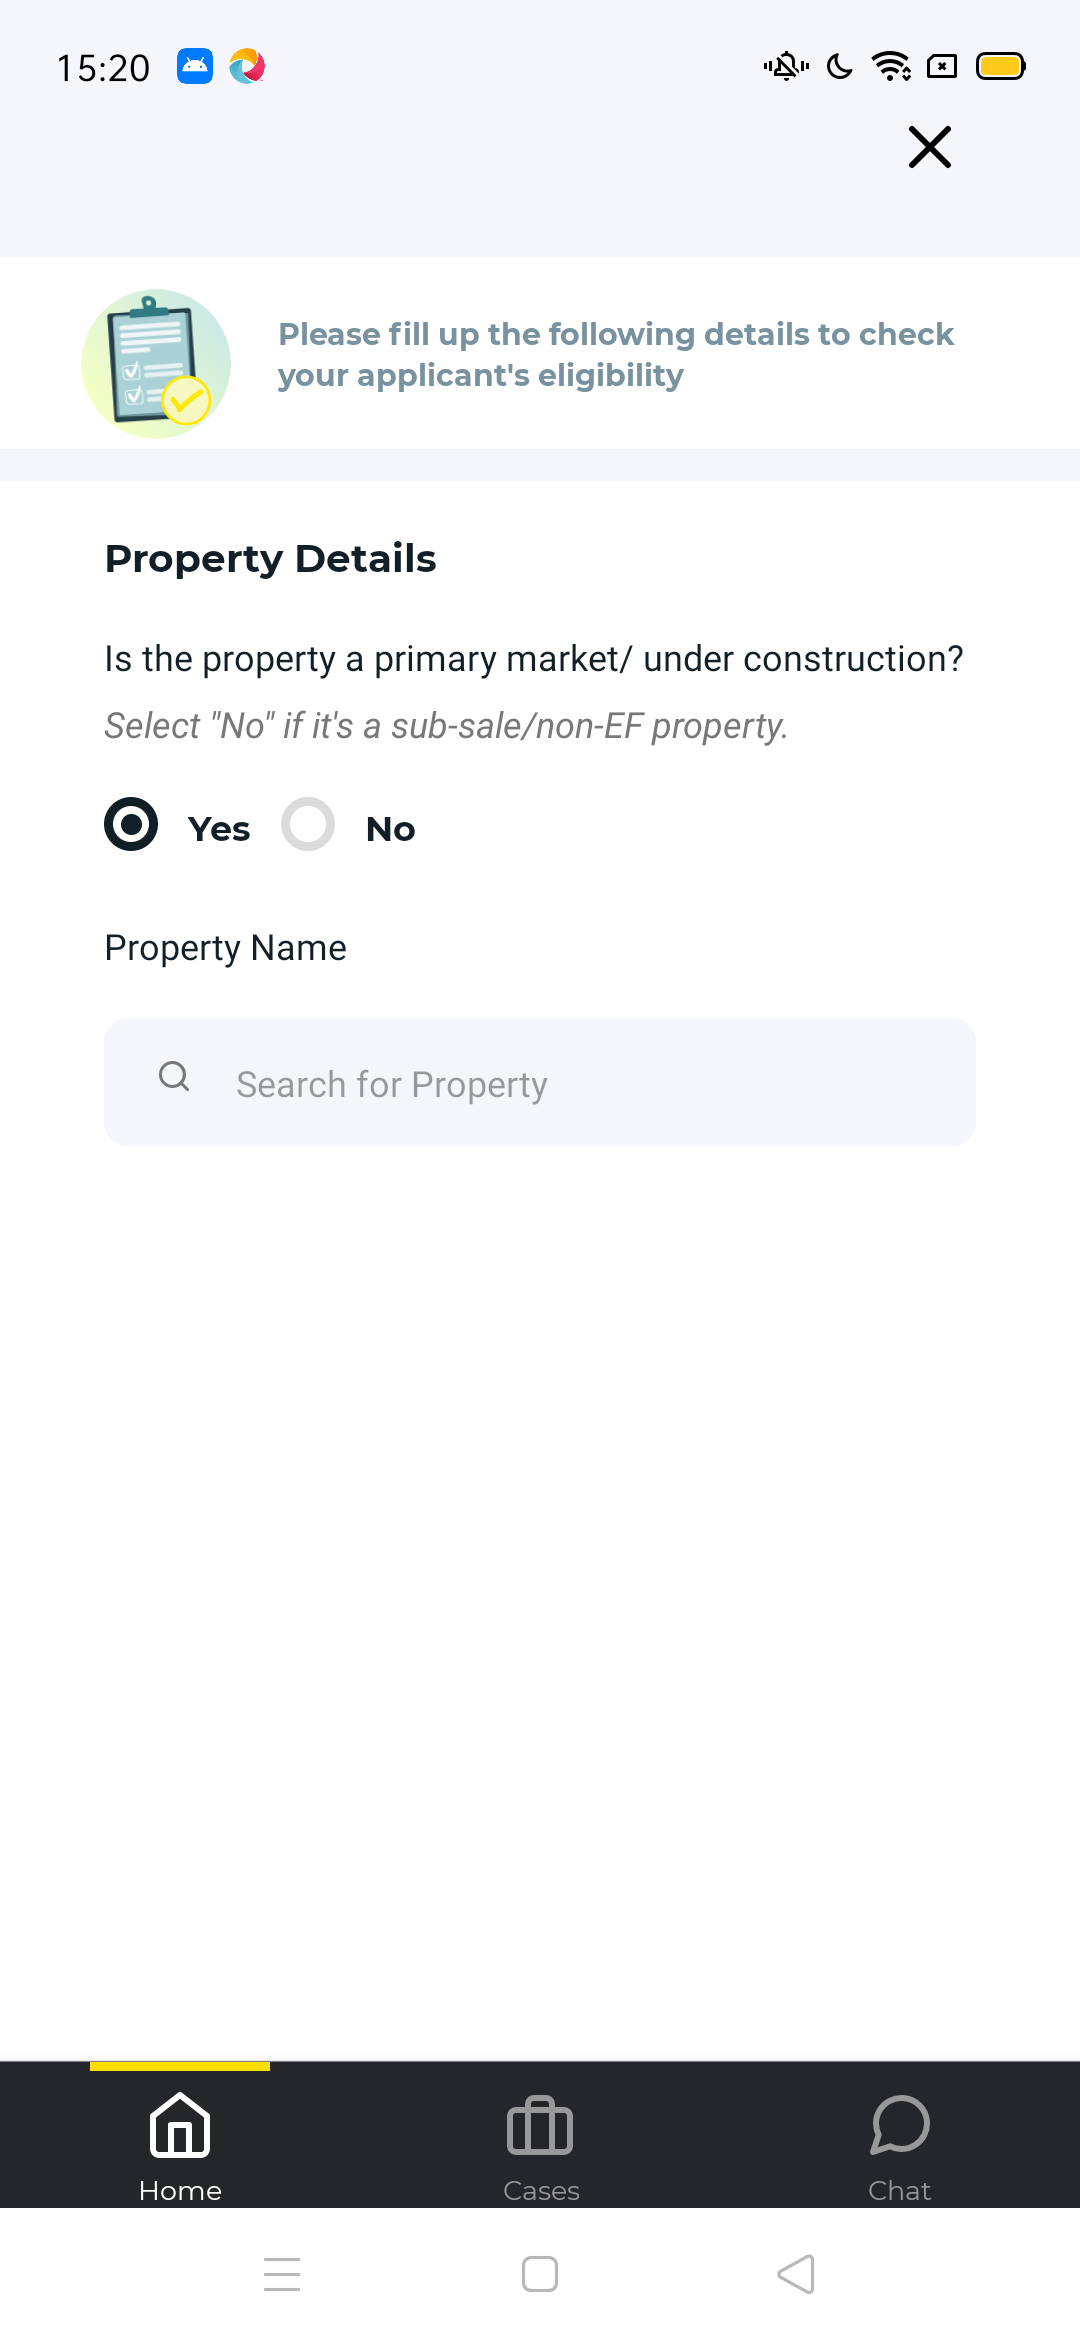 15:20
Please fill up the following details to check
your applicant's eligibility
Property Details
Is the property a primary market/ under construction?
Select "No" if it's a sub-sale/non-EF property.
Yes No
Property Name
Search for Property
Home Cases Chat